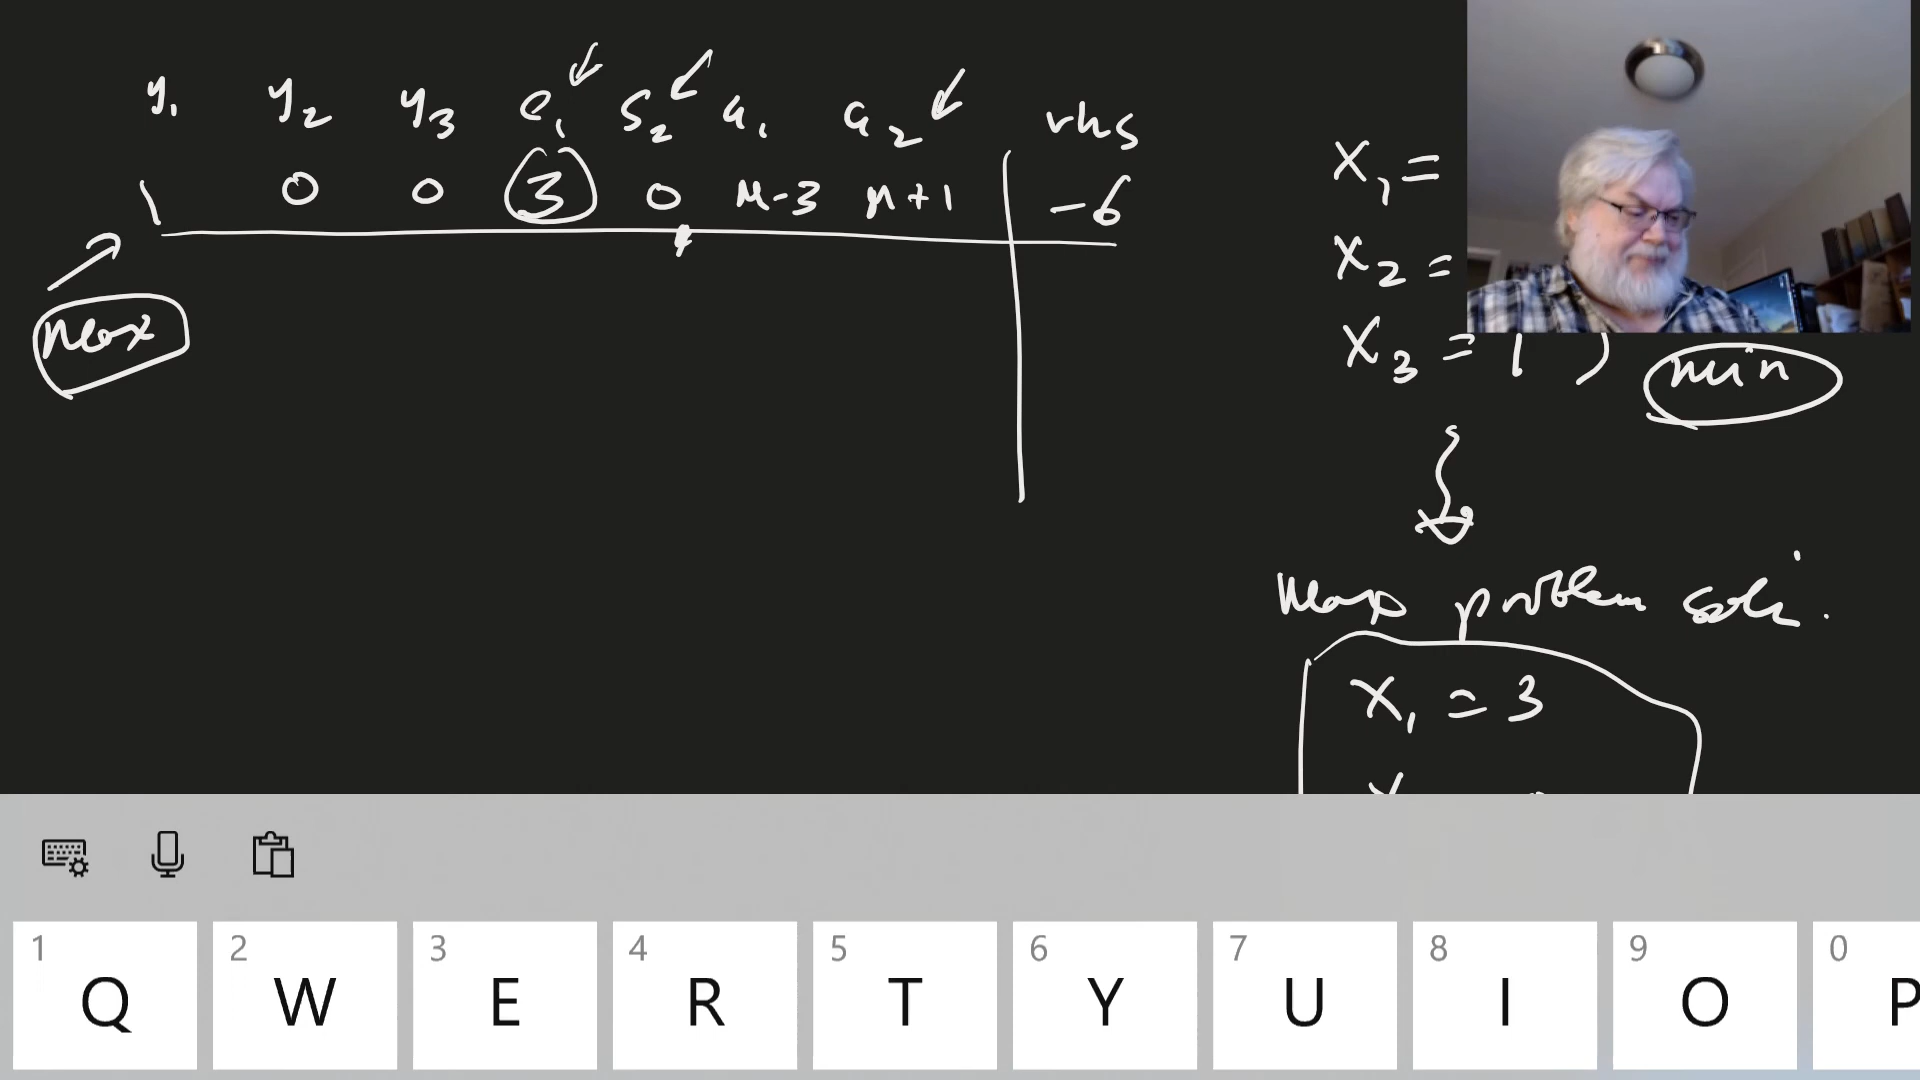 y₁ y₂ y₃ e₁ s₂ a₁ a₂ rhs
1 0 0 3 0 M-3 M+1 -6
max
x₁ =
x₂ =
x₃ = 1
min
Max problem soln.
x₁ = 3
1 2 3 4 5 6 7 8 9 0
Q W E R T Y U I O P